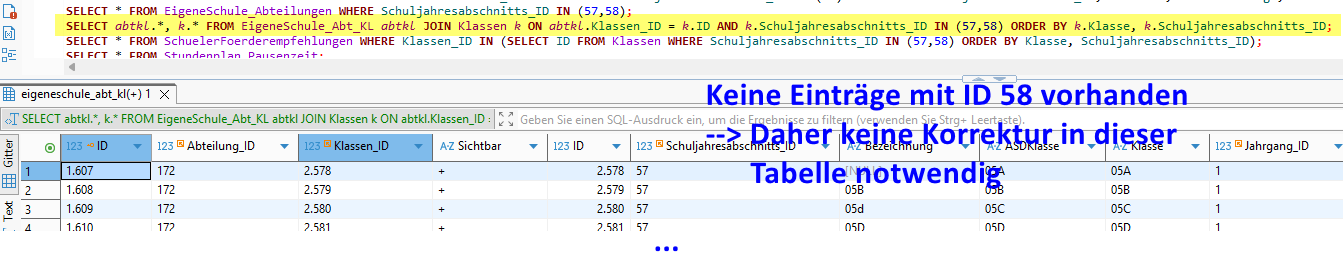 SELECT * FROM EigeneSchule_Abteilungen WHERE Schuljahresabschnitts_ID IN (57,58);
SELECT abtkl.*, k.* FROM EigeneSchule_Abt_KL abtkl JOIN Klassen k ON abtkl.Klassen_ID = k.ID AND k.Schuljahresabschnitts_ID IN (57,58) ORDER BY k.Klasse, k.Schuljahresabschnitts_ID;
SELECT * FROM SchuelerFoerderempfehlungen WHERE Klassen_ID IN (SELECT ID FROM Klassen WHERE Schuljahresabschnitts_ID IN (57,58) ORDER BY Klasse, Schuljahresabschnitts_ID);
SELECT * FROM Stundenplan_Pausenzeit;
eigeneschule_abt_kl(+) 1
Keine Einträge mit ID 58 vorhanden
SELECT abtkl.*, k.* FROM EigeneSchule_Abt_KL abtkl JOIN Klassen k ON abtkl.Klassen_ID =
Geben Sie einen SQL-Ausdruck ein, um die Ergebnisse zu filtern (verwenden Sie Strg+ Leertaste).
--> Daher keine Korrektur in dieser
Tabelle notwendig
Gitter
Text
123 ID 123 Abteilung_ID 123 Klassen_ID A-Z Sichtbar 123 ID 123 Schuljahresabschnitts_ID A-Z Bezeichnung A-Z ASDKlasse A-Z Klasse 123 Jahrgang_ID
1 1.607 172 2.578 + 2.578 57 [NULL] 05A 05A 1
2 1.608 172 2.579 + 2.579 57 05B 05B 05B 1
3 1.609 172 2.580 + 2.580 57 05d 05C 05C 1
4 1.610 172 2.581 + 2.581 57 05D 05D 05D 1
...